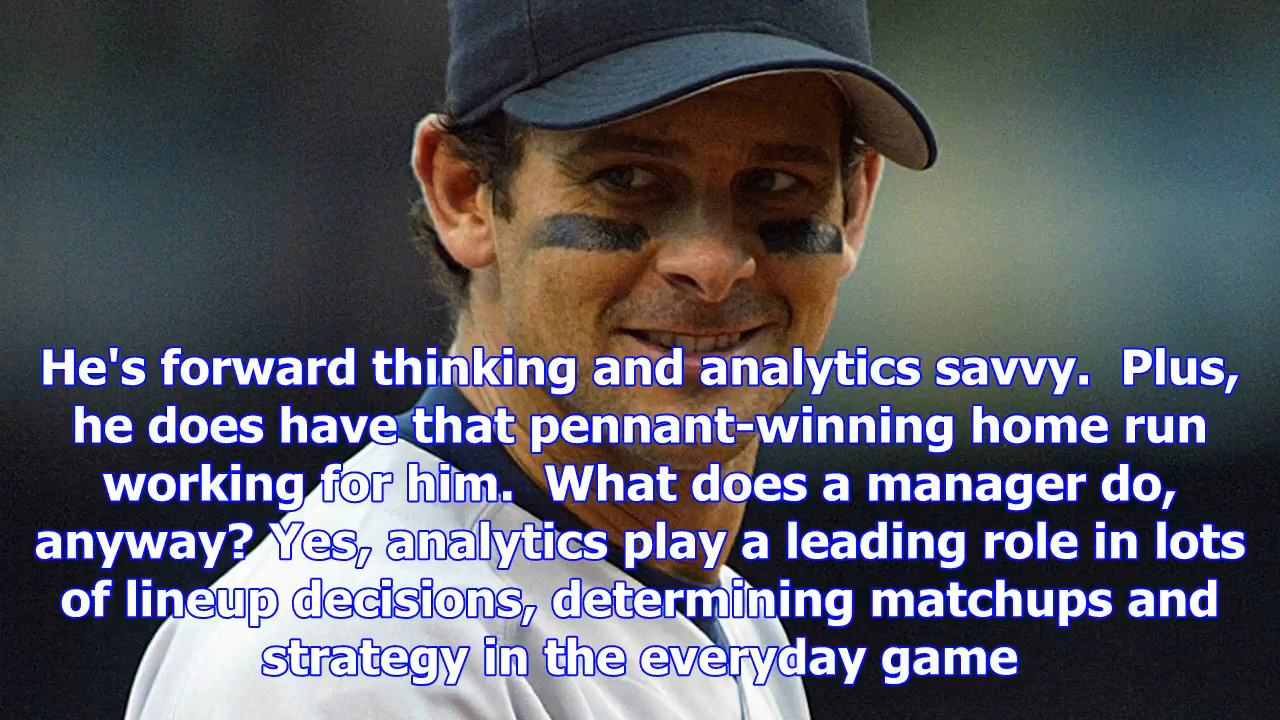 He's forward thinking and analytics savvy.  Plus,
he does have that pennant-winning home run
working for him.  What does a manager do,
anyway? Yes, analytics play a leading role in lots
of lineup decisions, determining matchups and
strategy in the everyday game